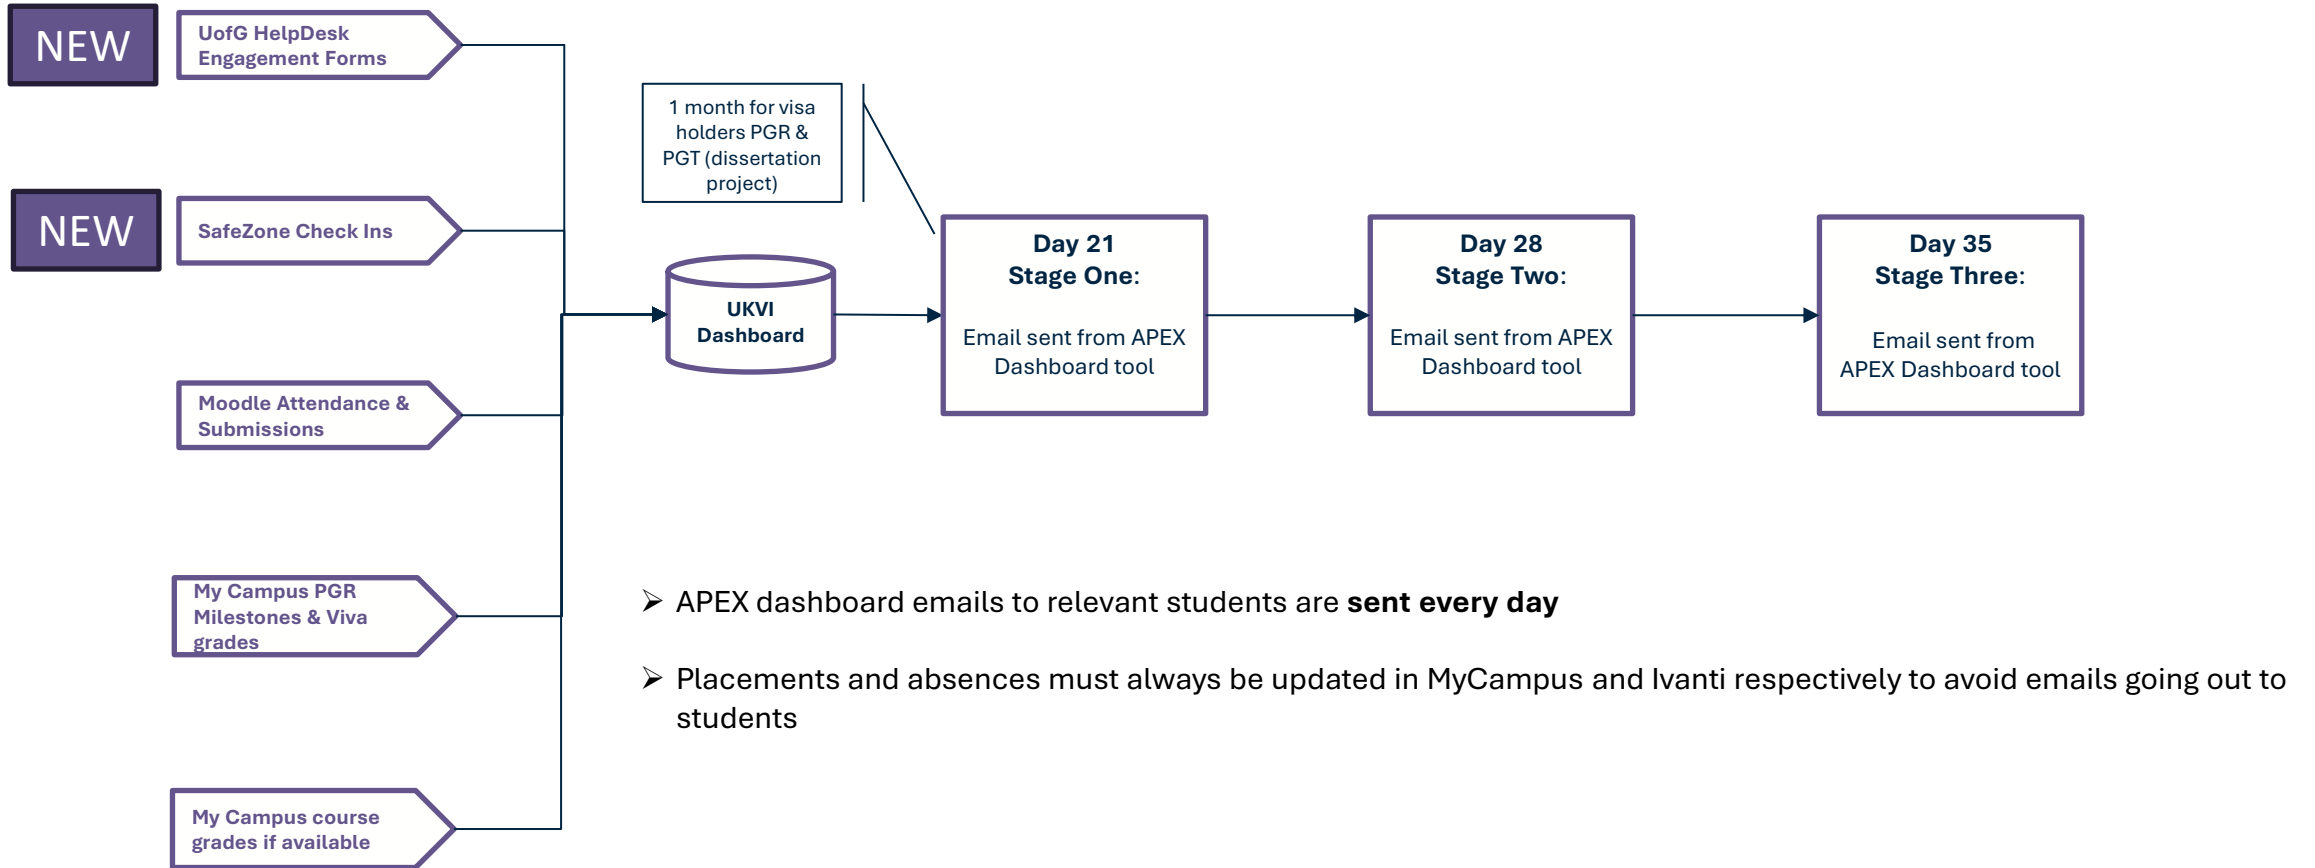 NEW
UofG HelpDesk
Engagement Forms
NEW
SafeZone Check Ins
Moodle Attendance &
Submissions
My Campus PGR
Milestones & Viva
grades
My Campus course
grades if available
1 month for visa
holders PGR &
PGT (dissertation
project)
UKVI
Dashboard
Day 21
Stage One:
Email sent from APEX
Dashboard tool
Day 28
Stage Two:
Email sent from APEX
Dashboard tool
Day 35
Stage Three:
Email sent from
APEX Dashboard tool
➢ APEX dashboard emails to relevant students are sent every day
➢ Placements and absences must always be updated in MyCampus and Ivanti respectively to avoid emails going out to
students